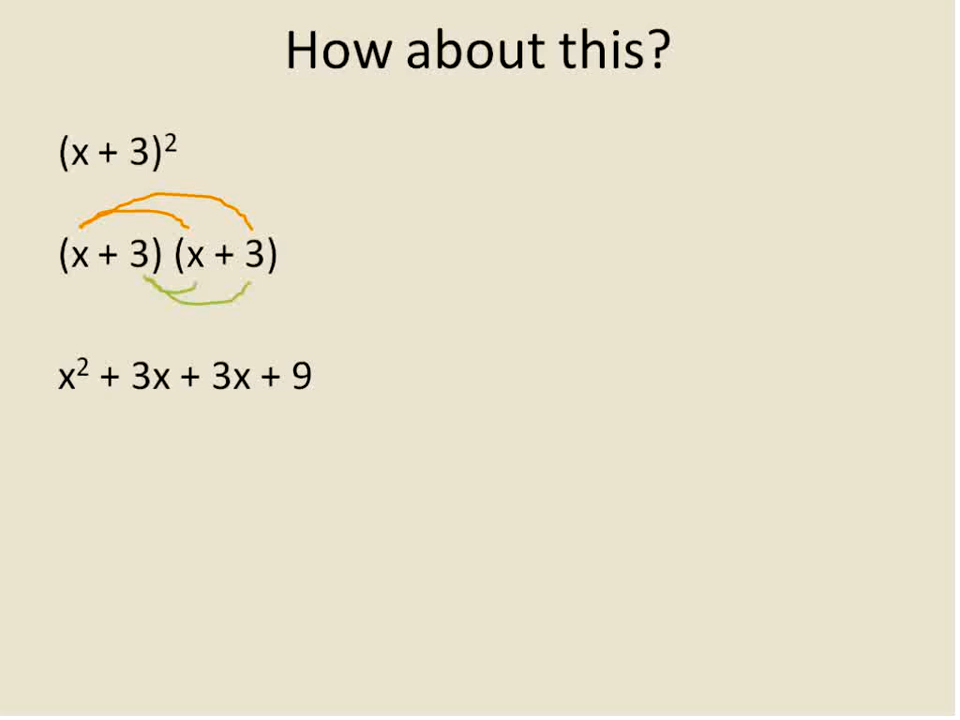 How about this?
(x + 3)²
(x + 3) (x + 3)
x² + 3x + 3x + 9